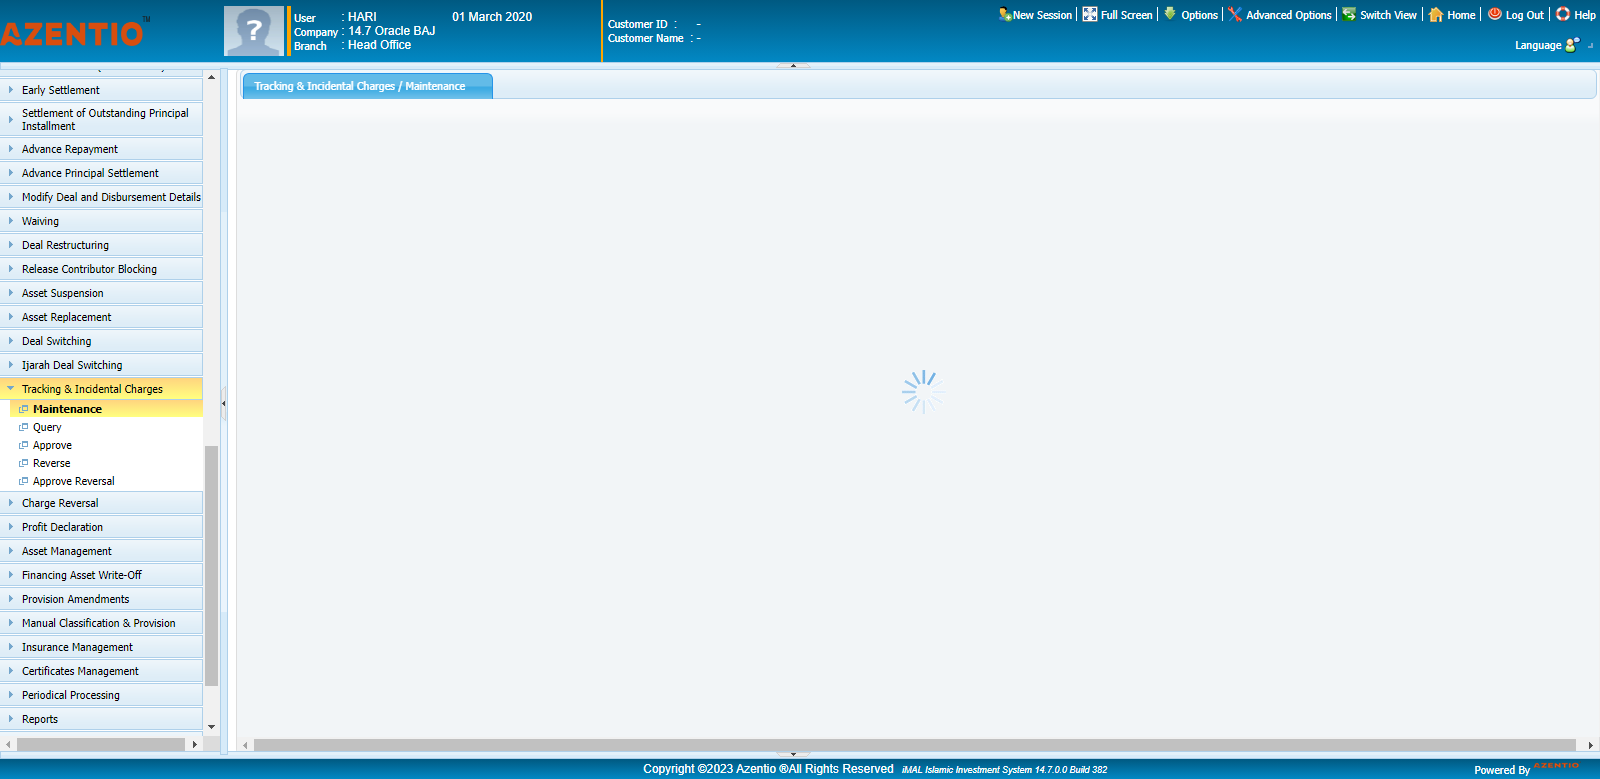 AZENTIO™
User : HARI 01 March 2020
Company : 14.7 Oracle BAJ
Branch : Head Office
Customer ID : -
Customer Name : -
New Session Full Screen Options Advanced Options Switch View Home Log Out Help
Language
Tracking & Incidental Charges / Maintenance
Early Settlement
Settlement of Outstanding Principal
Installment
Advance Repayment
Advance Principal Settlement
Modify Deal and Disbursement Details
Waiving
Deal Restructuring
Release Contributor Blocking
Asset Suspension
Asset Replacement
Deal Switching
Ijarah Deal Switching
Tracking & Incidental Charges
Maintenance
Query
Approve
Reverse
Approve Reversal
Charge Reversal
Profit Declaration
Asset Management
Financing Asset Write-Off
Provision Amendments
Manual Classification & Provision
Insurance Management
Certificates Management
Periodical Processing
Reports
Copyright ©2023 Azentio ®All Rights Reserved iMAL Islamic Investment System 14.7.0.0 Build 382
Powered By AZENTIO